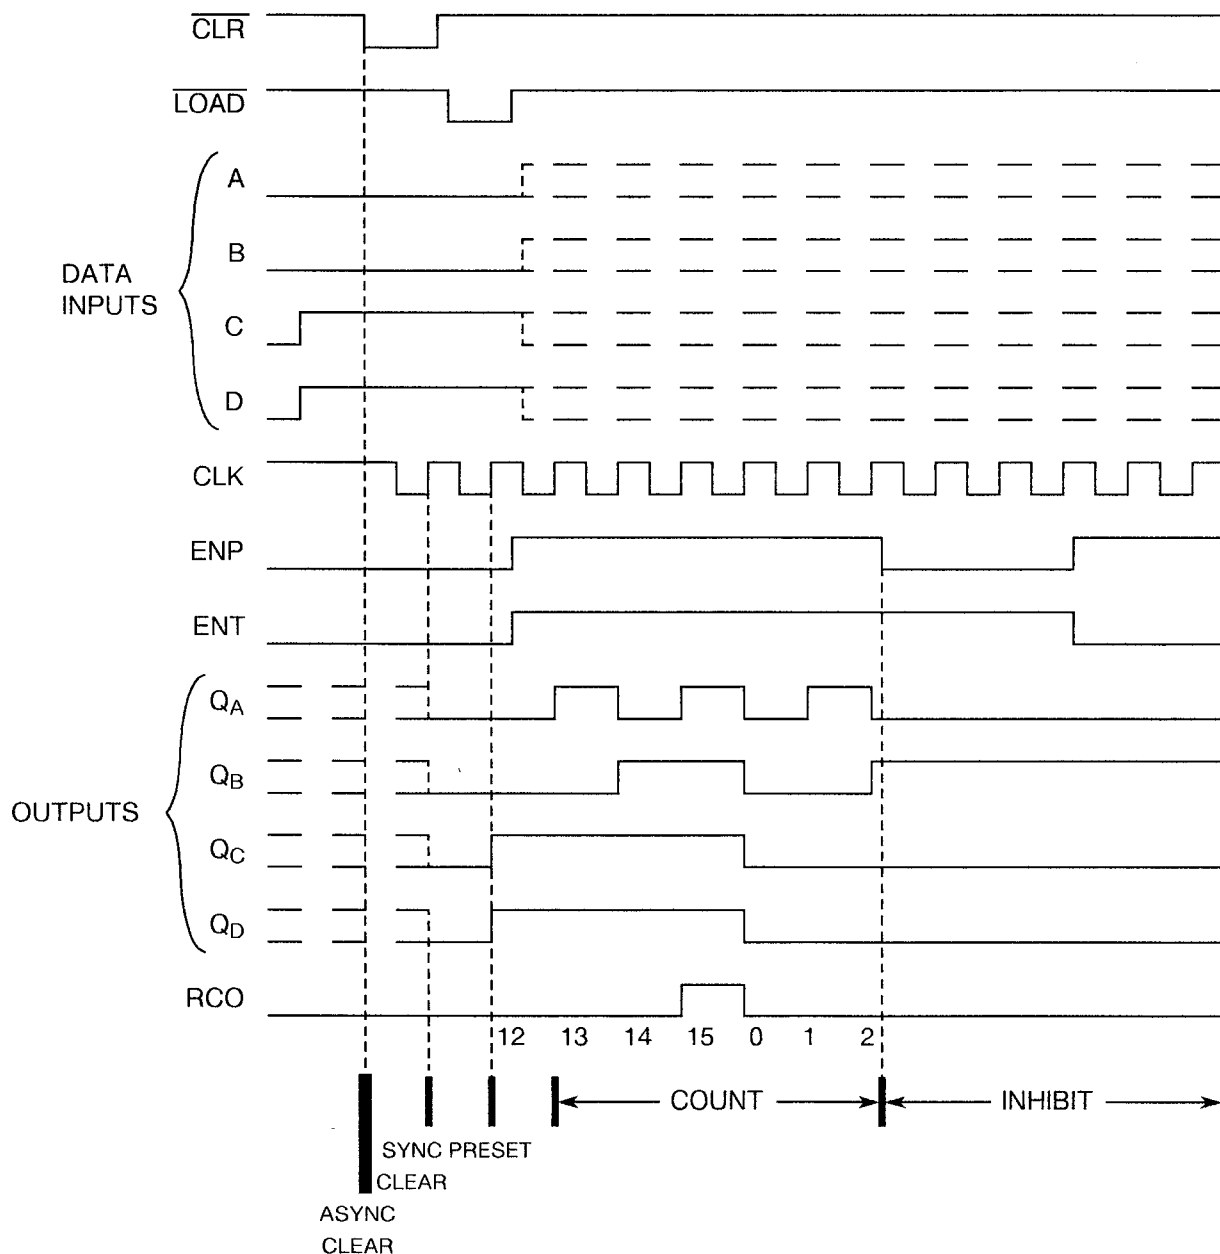 CLR
LOAD
A
B
DATA
INPUTS
C
D
CLK
ENP
ENT
QA
QB
OUTPUTS
QC
QD
RCO
12 13 14 15 0 1 2
COUNT INHIBIT
SYNC PRESET
CLEAR
ASYNC
CLEAR